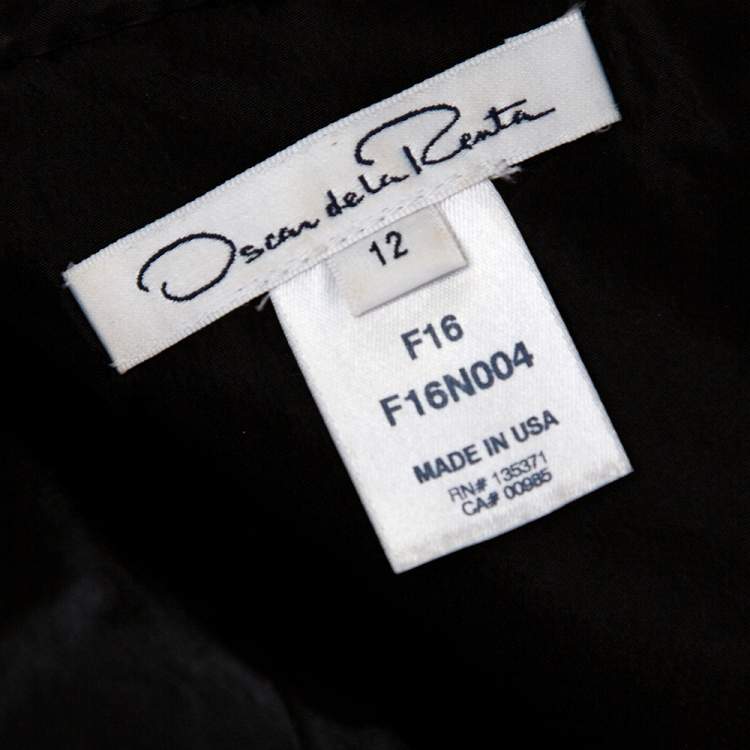 Oscar de la Renta
12
F16
F16N004
MADE IN USA
RN# 135371
CA# 00985